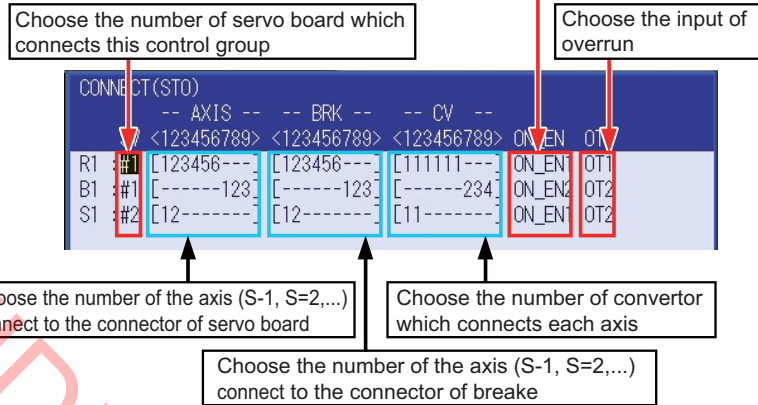 Choose the number of servo board which
connects this control group
Choose the input of
overrun
CONNECT(STO)
-- AXIS -- -- BRK -- -- CV --
<123456789> <123456789> <123456789> ON_EN OT
R1 :#1 [123456---] [123456---] [111111---] ON_EN1 OT1
B1 :#1 [------123] [------123] [------234] ON_EN2 OT2
S1 :#2 [12-------] [12-------] [11-------] ON_EN1 OT2
oose the number of the axis (S-1, S=2,...)
nnect to the connector of servo board
Choose the number of convertor
which connects each axis
Choose the number of the axis (S-1, S=2,...)
connect to the connector of breake